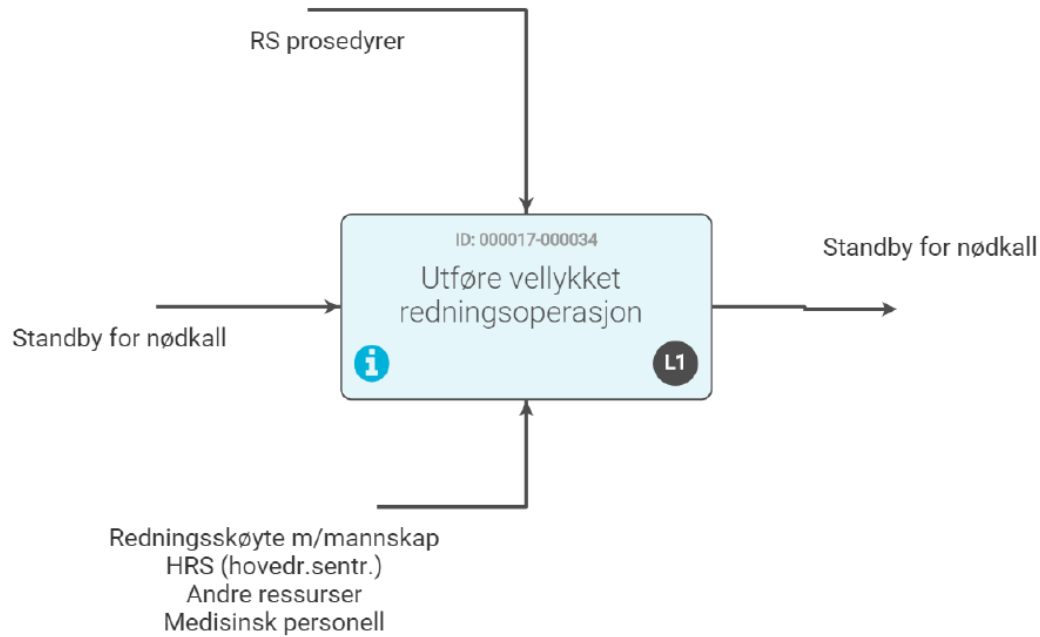 RS prosedyrer
ID: 000017-000034
Utføre vellykket
redningsoperasjon
L1
Standby for nødkall
Standby for nødkall
Redningsskøyte m/mannskap
HRS (hovedr.sentr.)
Andre ressurser
Medisinsk personell